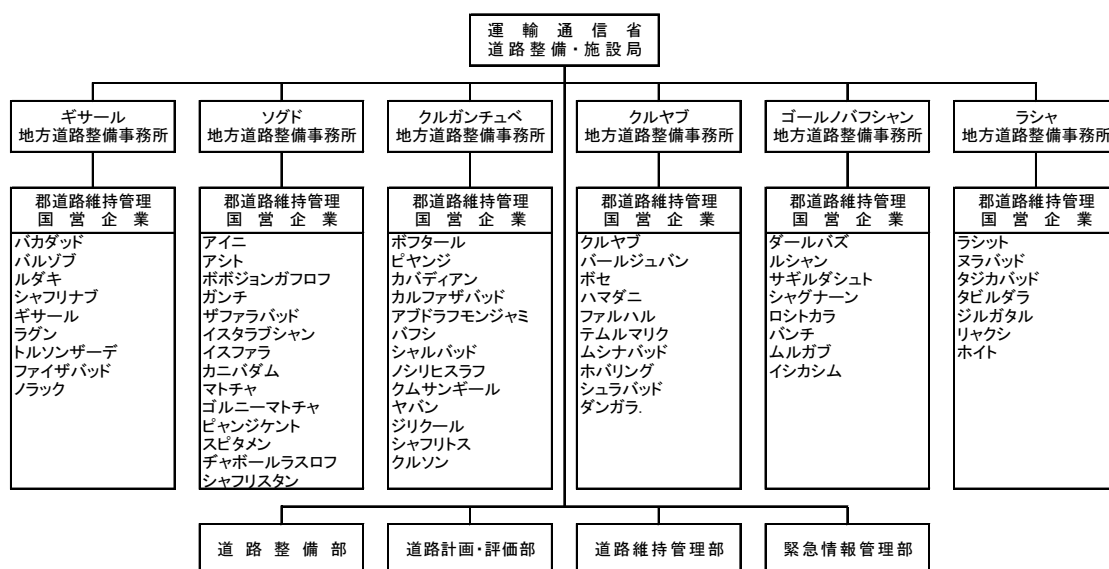 運輸通信省
道路整備・施設局
ギサール
地方道路整備事務所
ソグド
地方道路整備事務所
クルガンチュベ
地方道路整備事務所
クルヤブ
地方道路整備事務所
ゴールノバフシャン
地方道路整備事務所
ラシャ
地方道路整備事務所
郡道路維持管理
国営企業
バカダッド
バルゾブ
ルダキ
シャフリナブ
ギサール
ラグン
トルソンザーデ
ファイザバッド
ノラック
郡道路維持管理
国営企業
アイニ
アシト
ボボジョンガフロフ
ガンチ
ザファラバッド
イスタラブシャン
イスファラ
カニバダム
マトチャ
ゴルニーマトチャ
ピャンジケント
スピタメン
ヂャボールラスロフ
シャフリスタン
郡道路維持管理
国営企業
ボフタール
ピヤンジ
カバディアン
カルファザバッド
アブドラフモンジャミ
バフシ
シャルバッド
ノシリヒスラフ
クムサンギール
ヤバン
ジリクール
シャフリトス
クルソン
郡道路維持管理
国営企業
クルヤブ
バールジュバン
ボセ
ハマダニ
ファルハル
テムルマリク
ムシナバッド
ホバリング
シュラバッド
ダンガラ.
郡道路維持管理
国営企業
ダールバズ
ルシャン
サギルダシュト
シャグナーン
ロシトカラ
バンチ
ムルガブ
イシカシム
郡道路維持管理
国営企業
ラシット
ヌラバッド
タジカバッド
タビルダラ
ジルガタル
リャクシ
ホイト
道路整備部
道路計画・評価部
道路維持管理部
緊急情報管理部